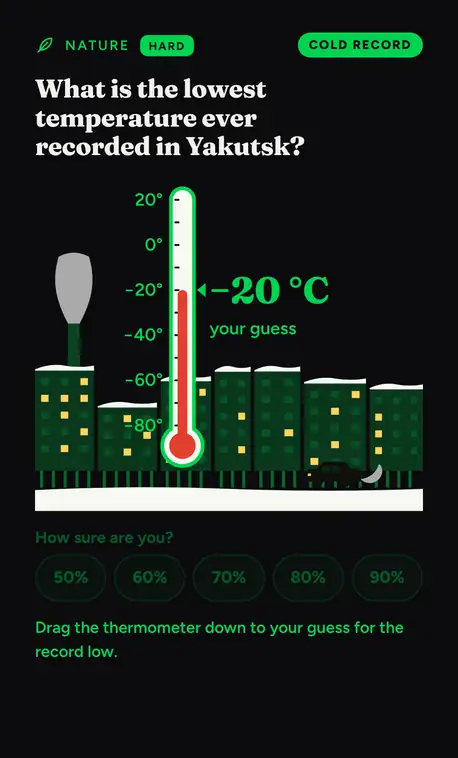 NATURE HARD COLD RECORD
What is the lowest
temperature ever
recorded in Yakutsk?
20°
0°
-20° −20 °C
your guess
-40°
-60°
-80°
How sure are you?
50% 60% 70% 80% 90%
Drag the thermometer down to your guess for the
record low.